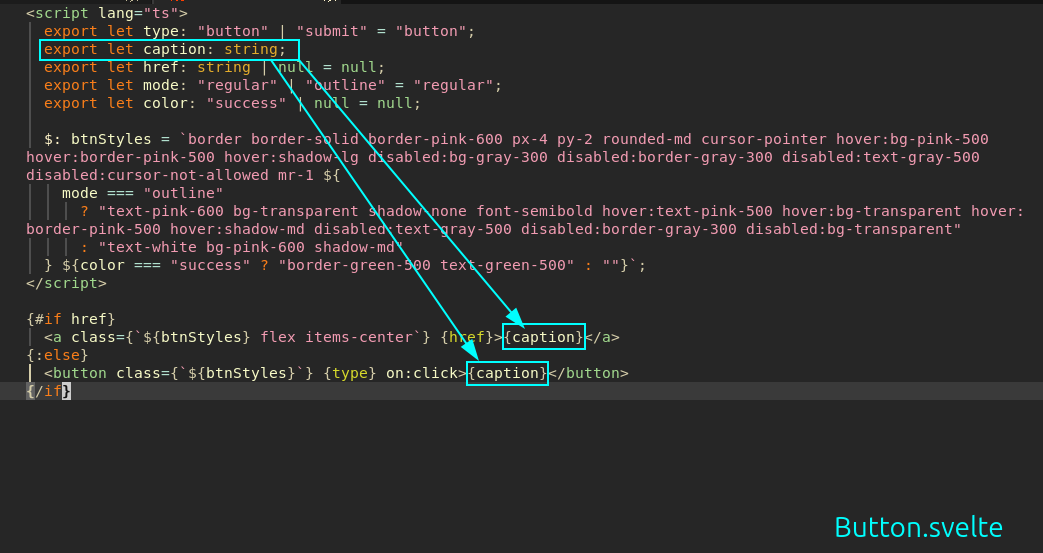 <script lang="ts">
export let type: "button" | "submit" = "button";
export let caption: string;
export let href: string | null = null;
export let mode: "regular" | "outline" = "regular";
export let color: "success" | null = null;
$: btnStyles = `border border-solid border-pink-600 px-4 py-2 rounded-md cursor-pointer hover:bg-pink-500
hover:border-pink-500 hover:shadow-lg disabled:bg-gray-300 disabled:border-gray-300 disabled:text-gray-500
disabled:cursor-not-allowed mr-1 ${
mode === "outline"
? "text-pink-600 bg-transparent shadow-none font-semibold hover:text-pink-500 hover:bg-transparent hover:
border-pink-500 hover:shadow-md disabled:text-gray-500 disabled:border-gray-300 disabled:bg-transparent"
: "text-white bg-pink-600 shadow-md"
} ${color === "success" ? "border-green-500 text-green-500" : ""}`;
</script>
{#if href}
<a class={`${btnStyles} flex items-center`} {href}>{caption}</a>
{:else}
<button class={`${btnStyles}`} {type} on:click>{caption}</button>
{/if}
Button.svelte